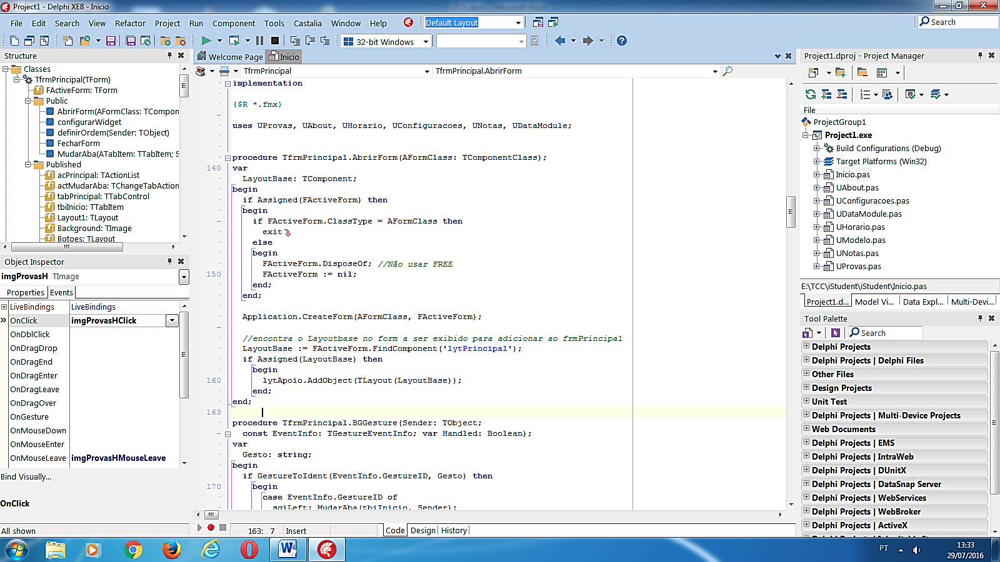 Project1 - Delphi XE8 - Inicio
File Edit Search View Refactor Project Run Component Tools Castalia Window Help
Default Layout
Search
32-bit Windows
Structure
Classes
TfrmPrincipal(TForm)
FActiveForm: TForm
Public
AbrirForm(AFormClass: TCompon
configurarWidget
definirOrdem(Sender: TObject)
FecharForm
MudarAba(ATabItem: TTabItem; S
Published
acPrincipal: TActionList
actMudarAba: TChangeTabAction
tabPrincipal: TTabControl
tbiInicio: TTabItem
Layout1: TLayout
Background: TImage
Botoes: TLayout
Object Inspector
imgProvasH TImage
Properties Events
LiveBindings LiveBindings
OnClick imgProvasHClick
OnDblClick
OnDragDrop
OnDragEnd
OnDragEnter
OnDragLeave
OnDragOver
OnGesture
OnMouseDown
OnMouseEnter
OnMouseLeave imgProvasHMouseLeave
Bind Visually...
OnClick
All shown
Welcome Page Inicio
TfrmPrincipal TfrmPrincipal.AbrirForm
implementation
{$R *.fmx}
uses UProvas, UAbout, UHorario, UConfiguracoes, UNotas, UDataModule;
procedure TfrmPrincipal.AbrirForm(AFormClass: TComponentClass);
140 var
LayoutBase: TComponent;
begin
if Assigned(FActiveForm) then
begin
if FActiveForm.ClassType = AFormClass then
exit
else
begin
FActiveForm.DisposeOf; //Não usar FREE
150 FActiveForm := nil;
end;
end;
Application.CreateForm(AFormClass, FActiveForm);
//encontra o Layoutbase no form a ser exibido para adicionar ao frmPrincipal
LayoutBase := FActiveForm.FindComponent('lytPrincipal');
if Assigned(LayoutBase) then
begin
160 lytApoio.AddObject(TLayout(LayoutBase));
end;
end;
163
procedure TfrmPrincipal.BGGesture(Sender: TObject;
const EventInfo: TGestureEventInfo; var Handled: Boolean);
var
Gesto: string;
begin
if GestureToIdent(EventInfo.GestureID, Gesto) then
170 begin
case EventInfo.GestureID of
sgiLeft: MudarAba(tbiInicio, Sender);
163: 7 Insert
Code Design History
Project1.dproj - Project Manager
File
ProjectGroup1
Project1.exe
Build Configurations (Debug)
Target Platforms (Win32)
Inicio.pas
UAbout.pas
UConfiguracoes.pas
UDataModule.pas
UHorario.pas
UModelo.pas
UNotas.pas
UProvas.pas
E:\TCC\iStudent\iStudent\Inicio.pas
Project1.d... Model Vi... Data Expl... Multi-Devi...
Tool Palette
Search
Delphi Projects
Delphi Projects | Delphi Files
Other Files
Design Projects
Unit Test
Delphi Projects | Multi-Device Projects
Web Documents
Delphi Projects | EMS
Delphi Projects | IntraWeb
Delphi Projects | DUnitX
Delphi Projects | DataSnap Server
Delphi Projects | WebServices
Delphi Projects | WebBroker
Delphi Projects | ActiveX
PT
13:33
29/07/2016